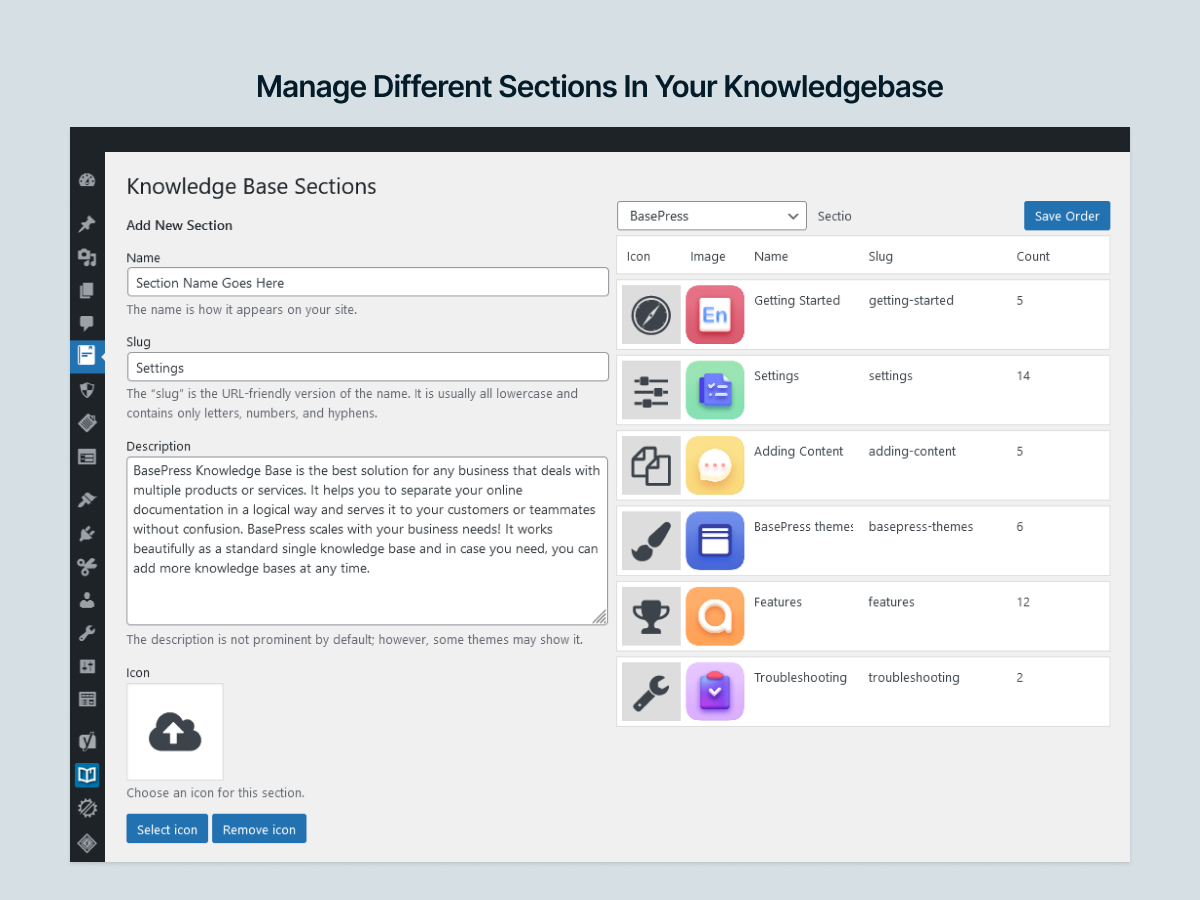 Manage Different Sections In Your Knowledgebase
Knowledge Base Sections
Add New Section
Name
Section Name Goes Here
The name is how it appears on your site.
Slug
Settings
The “slug” is the URL-friendly version of the name. It is usually all lowercase and
contains only letters, numbers, and hyphens.
Description
BasePress Knowledge Base is the best solution for any business that deals with
multiple products or services. It helps you to separate your online
documentation in a logical way and serves it to your customers or teammates
without confusion. BasePress scales with your business needs! It works
beautifully as a standard single knowledge base and in case you need, you can
add more knowledge bases at any time.
The description is not prominent by default; however, some themes may show it.
Icon
Choose an icon for this section.
Select icon Remove icon
BasePress Sectio Save Order
Icon Image Name Slug Count
En Getting Started getting-started 5
Settings settings 14
Adding Content adding-content 5
BasePress themes basepress-themes 6
Features features 12
Troubleshooting troubleshooting 2